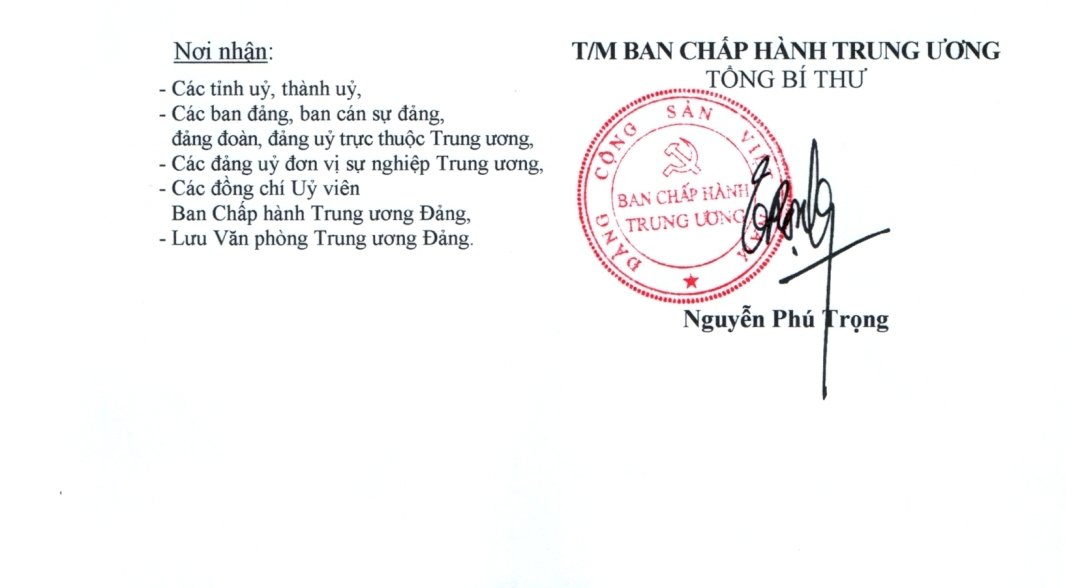 Nơi nhận:
- Các tỉnh uỷ, thành uỷ,
- Các ban đảng, ban cán sự đảng,
đảng đoàn, đảng uỷ trực thuộc Trung ương,
- Các đảng uỷ đơn vị sự nghiệp Trung ương,
- Các đồng chí Uỷ viên
Ban Chấp hành Trung ương Đảng,
- Lưu Văn phòng Trung ương Đảng.
T/M BAN CHẤP HÀNH TRUNG ƯƠNG
TỔNG BÍ THƯ
ĐẢNG CỘNG SẢN VIỆT NAM
BAN CHẤP HÀNH
TRUNG ƯƠNG
Trọng
Nguyễn Phú Trọng